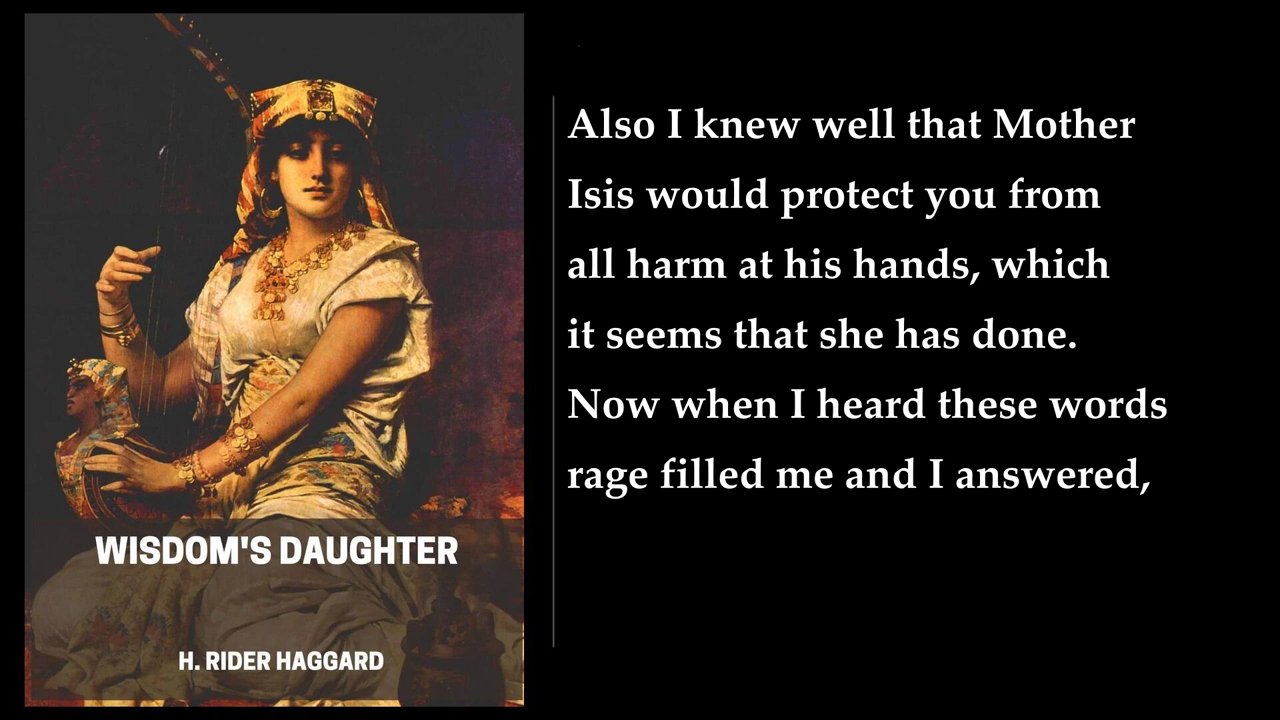 WISDOM'S DAUGHTER
H. RIDER HAGGARD
Also I knew well that Mother
Isis would protect you from
all harm at his hands, which
it seems that she has done.
Now when I heard these words
rage filled me and I answered,